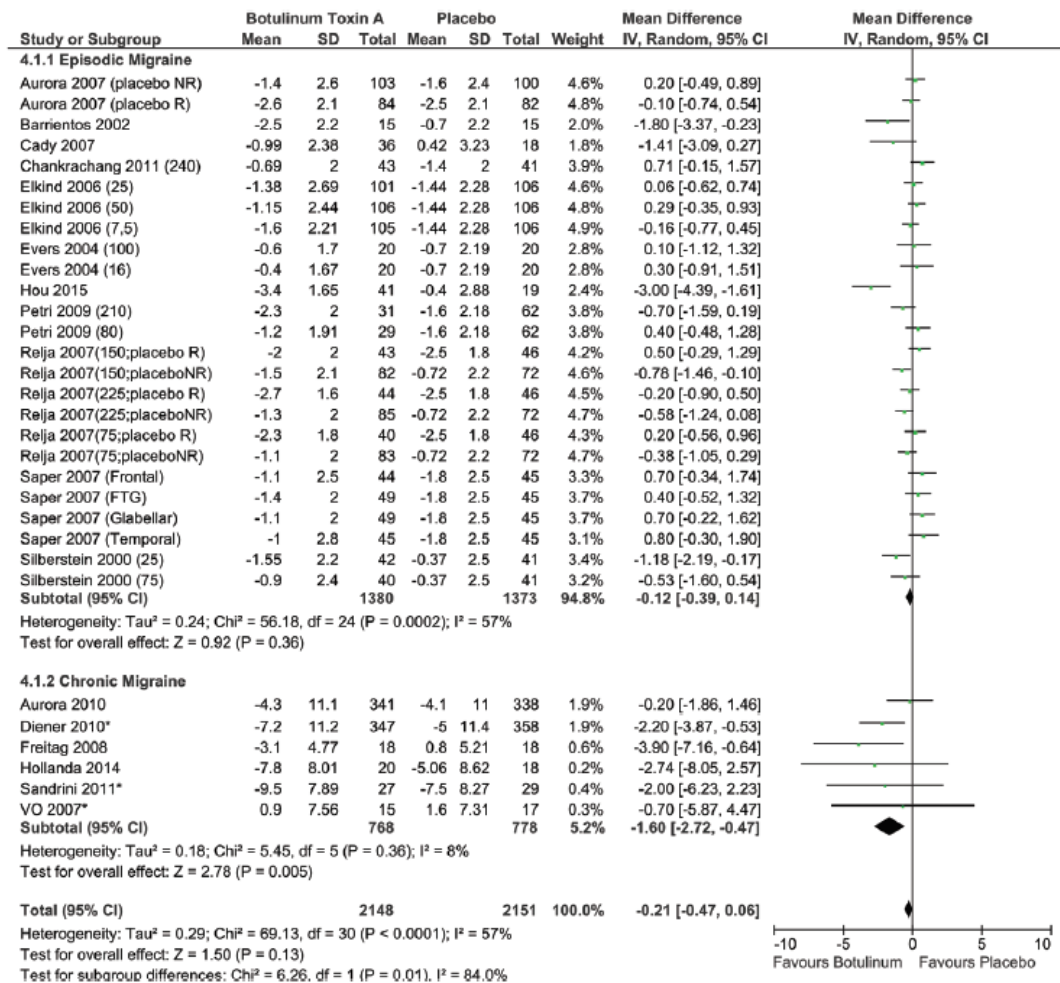 Botulinum Toxin A Placebo Mean Difference Mean Difference
Study or Subgroup Mean SD Total Mean SD Total Weight IV, Random, 95% CI IV, Random, 95% CI
4.1.1 Episodic Migraine
Aurora 2007 (placebo NR) -1.4 2.6 103 -1.6 2.4 100 4.6% 0.20 [-0.49, 0.89]
Aurora 2007 (placebo R) -2.6 2.1 84 -2.5 2.1 82 4.8% -0.10 [-0.74, 0.54]
Barrientos 2002 -2.5 2.2 15 -0.7 2.2 15 2.0% -1.80 [-3.37, -0.23]
Cady 2007 -0.99 2.38 36 0.42 3.23 18 1.8% -1.41 [-3.09, 0.27]
Chankrachang 2011 (240) -0.69 2 43 -1.4 2 41 3.9% 0.71 [-0.15, 1.57]
Elkind 2006 (25) -1.38 2.69 101 -1.44 2.28 106 4.6% 0.06 [-0.62, 0.74]
Elkind 2006 (50) -1.15 2.44 106 -1.44 2.28 106 4.8% 0.29 [-0.35, 0.93]
Elkind 2006 (7,5) -1.6 2.21 105 -1.44 2.28 106 4.9% -0.16 [-0.77, 0.45]
Evers 2004 (100) -0.6 1.7 20 -0.7 2.19 20 2.8% 0.10 [-1.12, 1.32]
Evers 2004 (16) -0.4 1.67 20 -0.7 2.19 20 2.8% 0.30 [-0.91, 1.51]
Hou 2015 -3.4 1.65 41 -0.4 2.88 19 2.4% -3.00 [-4.39, -1.61]
Petri 2009 (210) -2.3 2 31 -1.6 2.18 62 3.8% -0.70 [-1.59, 0.19]
Petri 2009 (80) -1.2 1.91 29 -1.6 2.18 62 3.8% 0.40 [-0.48, 1.28]
Relja 2007(150;placebo R) -2 2 43 -2.5 1.8 46 4.2% 0.50 [-0.29, 1.29]
Relja 2007(150;placeboNR) -1.5 2.1 82 -0.72 2.2 72 4.6% -0.78 [-1.46, -0.10]
Relja 2007(225;placebo R) -2.7 1.6 44 -2.5 1.8 46 4.5% -0.20 [-0.90, 0.50]
Relja 2007(225;placeboNR) -1.3 2 85 -0.72 2.2 72 4.7% -0.58 [-1.24, 0.08]
Relja 2007(75;placebo R) -2.3 1.8 40 -2.5 1.8 46 4.3% 0.20 [-0.56, 0.96]
Relja 2007(75;placeboNR) -1.1 2 83 -0.72 2.2 72 4.6% -0.38 [-1.05, 0.29]
Saper 2007 (Frontal) -1.1 2.5 44 -1.8 2.5 45 3.3% 0.70 [-0.34, 1.74]
Saper 2007 (FTG) -1.4 2 49 -1.8 2.5 45 3.7% 0.40 [-0.52, 1.32]
Saper 2007 (Glabellar) -1.1 2 49 -1.8 2.5 45 3.7% 0.70 [-0.22, 1.62]
Saper 2007 (Temporal) -1 2.8 45 -1.8 2.5 45 3.1% 0.80 [-0.30, 1.90]
Silberstein 2000 (25) -1.55 2.2 42 -0.37 2.5 41 3.4% -1.18 [-2.19, -0.17]
Silberstein 2000 (75) -0.9 2.4 40 -0.37 2.5 41 3.2% -0.53 [-1.60, 0.54]
Subtotal (95% CI) 1380 1373 94.8% -0.12 [-0.39, 0.14]
Heterogeneity: Tau² = 0.24; Chi² = 56.18, df = 24 (P = 0.0002); I² = 57%
Test for overall effect: Z = 0.92 (P = 0.36)
4.1.2 Chronic Migraine
Aurora 2010 -4.3 11.1 341 -4.1 11 338 1.9% -0.20 [-1.86, 1.46]
Diener 2010* -7.2 11.2 347 -5 11.4 358 1.9% -2.20 [-3.87, -0.53]
Freitag 2008 -3.1 4.77 18 0.8 5.21 18 0.6% -3.90 [-7.16, -0.64]
Hollanda 2014 -7.8 8.01 20 -5.06 8.62 18 0.2% -2.74 [-8.05, 2.57]
Sandrini 2011* -9.5 7.89 27 -7.5 8.27 29 0.4% -2.00 [-6.23, 2.23]
VO 2007* 0.9 7.56 15 1.6 7.31 17 0.3% -0.70 [-5.87, 4.47]
Subtotal (95% CI) 768 778 5.2% -1.60 [-2.72, -0.47]
Heterogeneity: Tau² = 0.18; Chi² = 5.45, df = 5 (P = 0.36); I² = 8%
Test for overall effect: Z = 2.78 (P = 0.005)
Total (95% CI) 2148 2151 100.0% -0.21 [-0.47, 0.06]
Heterogeneity: Tau² = 0.29; Chi² = 69.13, df = 30 (P < 0.0001); I² = 57%
Test for overall effect: Z = 1.50 (P = 0.13)
Test for subgroup differences: Chi² = 6.26, df = 1 (P = 0.01), I² = 84.0%
-10 -5 0 5 10
Favours Botulinum Favours Placebo